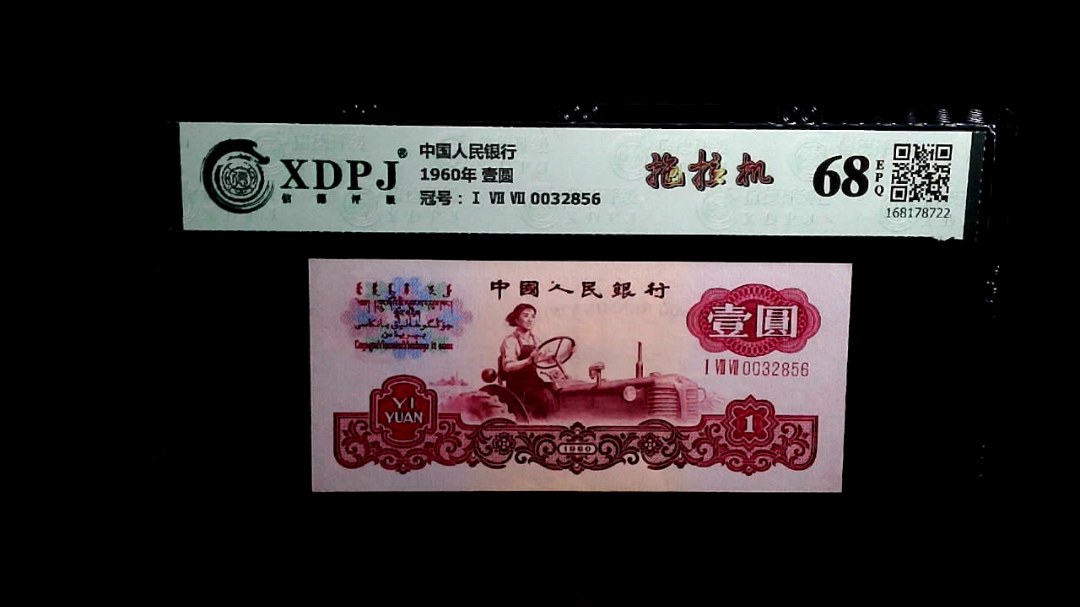 XDPJ®
信德评级
中国人民银行
1960年 壹圆
冠号：Ⅰ Ⅶ Ⅶ 0032856
拖拉机
68
EPQ
168178722
中國人民銀行
壹圓
Ⅰ Ⅶ Ⅶ 0032856
YI
YUAN
1960
1